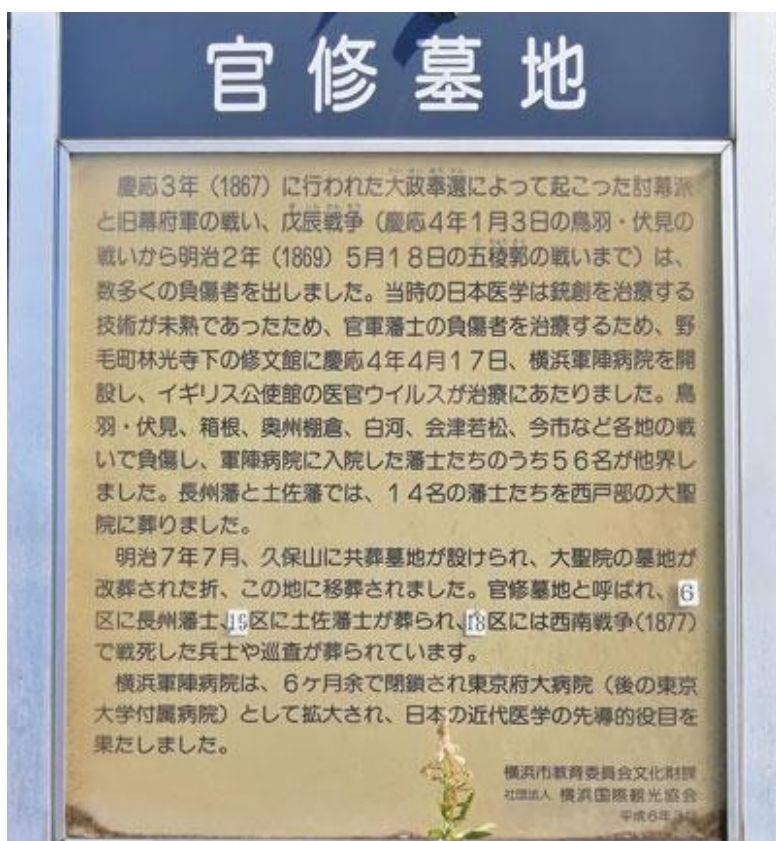 官修墓地
慶応3年(1867)に行われた大政奉還によって起こった討幕派
と旧幕府軍の戦い、戊辰戦争(慶応4年1月3日の鳥羽・伏見の
戦いから明治2年(1869)5月18日の五稜郭の戦いまで)は、
数多くの負傷者を出しました。当時の日本医学は銃創を治療する
技術が未熟であったため、官軍藩士の負傷者を治療するため、野
毛町林光寺下の修文館に慶応4年4月17日、横浜軍陣病院を開
設し、イギリス公使館の医官ウイルスが治療にあたりました。鳥
羽・伏見、箱根、奥州棚倉、白河、会津若松、今市など各地の戦
いで負傷し、軍陣病院に入院した藩士たちのうち56名が他界し
ました。長州藩と土佐藩では、14名の藩士たちを西戸部の大聖
院に葬りました。
明治7年7月、久保山に共葬墓地が設けられ、大聖院の墓地が
改葬された折、この地に移葬されました。官修墓地と呼ばれ、6
区に長州藩士、15区に土佐藩士が葬られ、18区には西南戦争(1877)
で戦死した兵士や巡査が葬られています。
横浜軍陣病院は、6ヶ月余で閉鎖され東京府大病院(後の東京
大学付属病院)として拡大され、日本の近代医学の先導的役目を
果たしました。
横浜市教育委員会文化財課
社団法人 横浜国際観光協会
平成6年3月